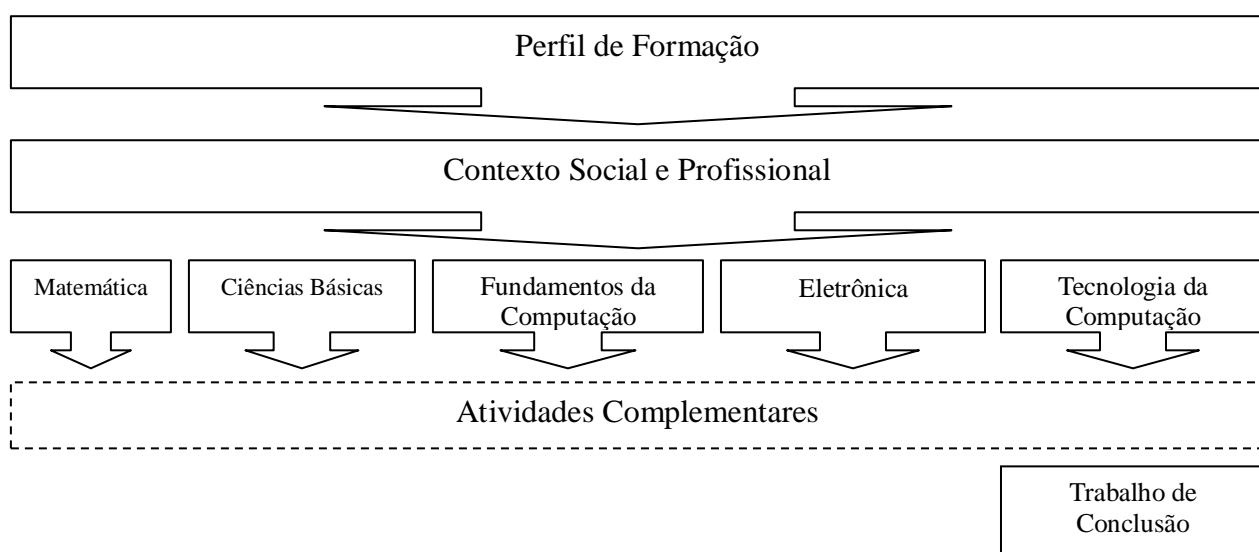 Perfil de Formação
Contexto Social e Profissional
Matemática
Ciências Básicas
Fundamentos da
Computação
Eletrônica
Tecnologia da
Computação
Atividades Complementares
Trabalho de
Conclusão